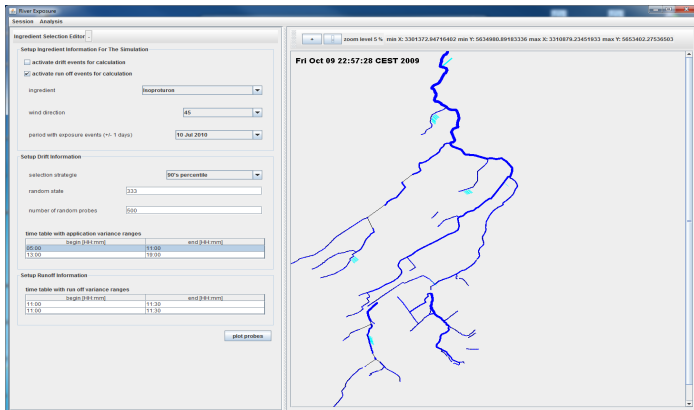 River Exposure
Session Analysis
Ingredient Selection Editor
Setup Ingredient Information For The Simulation
activate drift events for calculation
activate run off events for calculation
ingredient Isoproturon
wind direction 45
period with exposure events (+/- 1 days) 10 Jul 2010
Setup Drift Information
selection strategie 90's percentile
random state 333
number of random probes 500
time table with application variance ranges
begin [HH:mm] end [HH:mm]
05:00 11:00
13:00 19:00
Setup Runoff Information
time table with run off variance ranges
begin [HH:mm] end [HH:mm]
11:00 11:30
11:00 11:30
plot probes
zoom level 5 % min X: 3301372.94716402 min Y: 5634980.89183336 max X: 3316879.23451933 max Y: 5653402.27536503
Fri Oct 09 22:57:28 CEST 2009